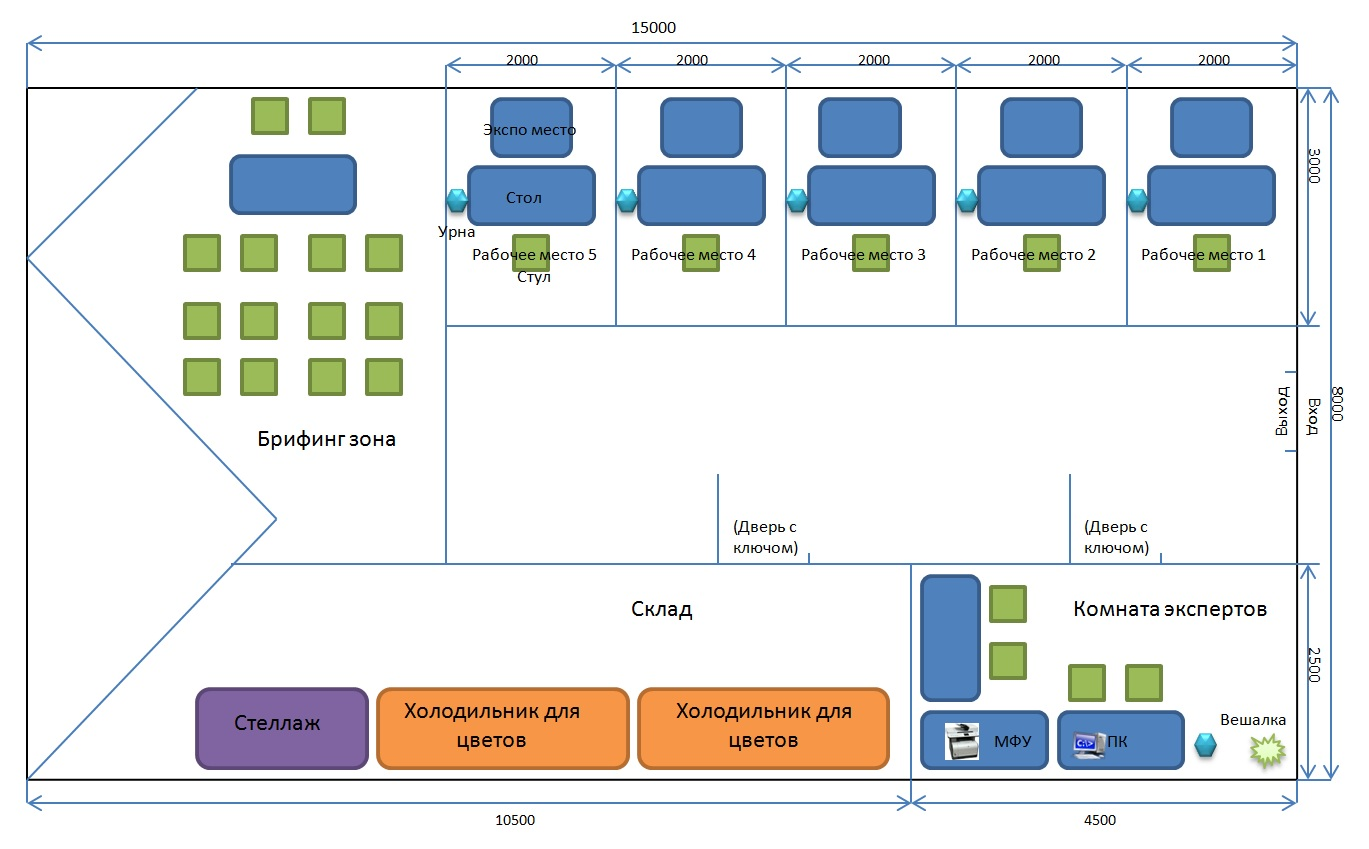 15000
2000
2000
2000
2000
2000
Экспо место
3000
Стол
Урна
Рабочее место 5
Стул
Рабочее место 4
Рабочее место 3
Рабочее место 2
Рабочее место 1
Выход
Вход
8000
Брифинг зона
(Дверь с
ключом)
(Дверь с
ключом)
Склад
Комната экспертов
2500
Стеллаж
Холодильник для
цветов
Холодильник для
цветов
МФУ
C:\>
ПК
Вешалка
10500
4500